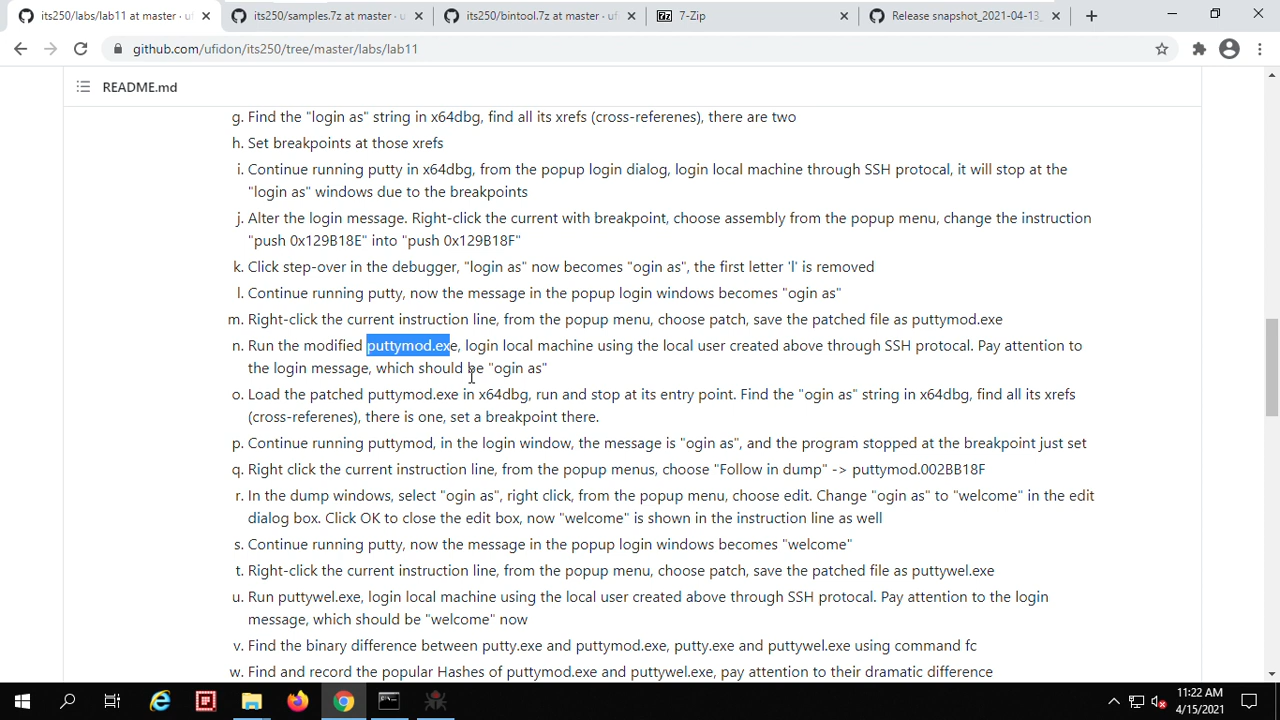 its250/labs/lab11 at master · u
its250/samples.7z at master · u
its250/bintool.7z at master · uf
7-Zip
Release snapshot_2021-04-13_
github.com/ufidon/its250/tree/master/labs/lab11
README.md
g. Find the "login as" string in x64dbg, find all its xrefs (cross-referenes), there are two
h. Set breakpoints at those xrefs
i. Continue running putty in x64dbg, from the popup login dialog, login local machine through SSH protocal, it will stop at the
"login as" windows due to the breakpoints
j. Alter the login message. Right-click the current with breakpoint, choose assembly from the popup menu, change the instruction
"push 0x129B18E" into "push 0x129B18F"
k. Click step-over in the debugger, "login as" now becomes "ogin as", the first letter 'l' is removed
l. Continue running putty, now the message in the popup login windows becomes "ogin as"
m. Right-click the current instruction line, from the popup menu, choose patch, save the patched file as puttymod.exe
n. Run the modified puttymod.exe, login local machine using the local user created above through SSH protocal. Pay attention to
the login message, which should be "ogin as"
o. Load the patched puttymod.exe in x64dbg, run and stop at its entry point. Find the "ogin as" string in x64dbg, find all its xrefs
(cross-referenes), there is one, set a breakpoint there.
p. Continue running puttymod, in the login window, the message is "ogin as", and the program stopped at the breakpoint just set
q. Right click the current instruction line, from the popup menus, choose "Follow in dump" -> puttymod.002BB18F
r. In the dump windows, select "ogin as", right click, from the popup menu, choose edit. Change "ogin as" to "welcome" in the edit
dialog box. Click OK to close the edit box, now "welcome" is shown in the instruction line as well
s. Continue running putty, now the message in the popup login windows becomes "welcome"
t. Right-click the current instruction line, from the popup menu, choose patch, save the patched file as puttywel.exe
u. Run puttywel.exe, login local machine using the local user created above through SSH protocal. Pay attention to the login
message, which should be "welcome" now
v. Find the binary difference between putty.exe and puttymod.exe, putty.exe and puttywel.exe using command fc
w. Find and record the popular Hashes of puttymod.exe and puttywel.exe, pay attention to their dramatic difference
11:22 AM
4/15/2021